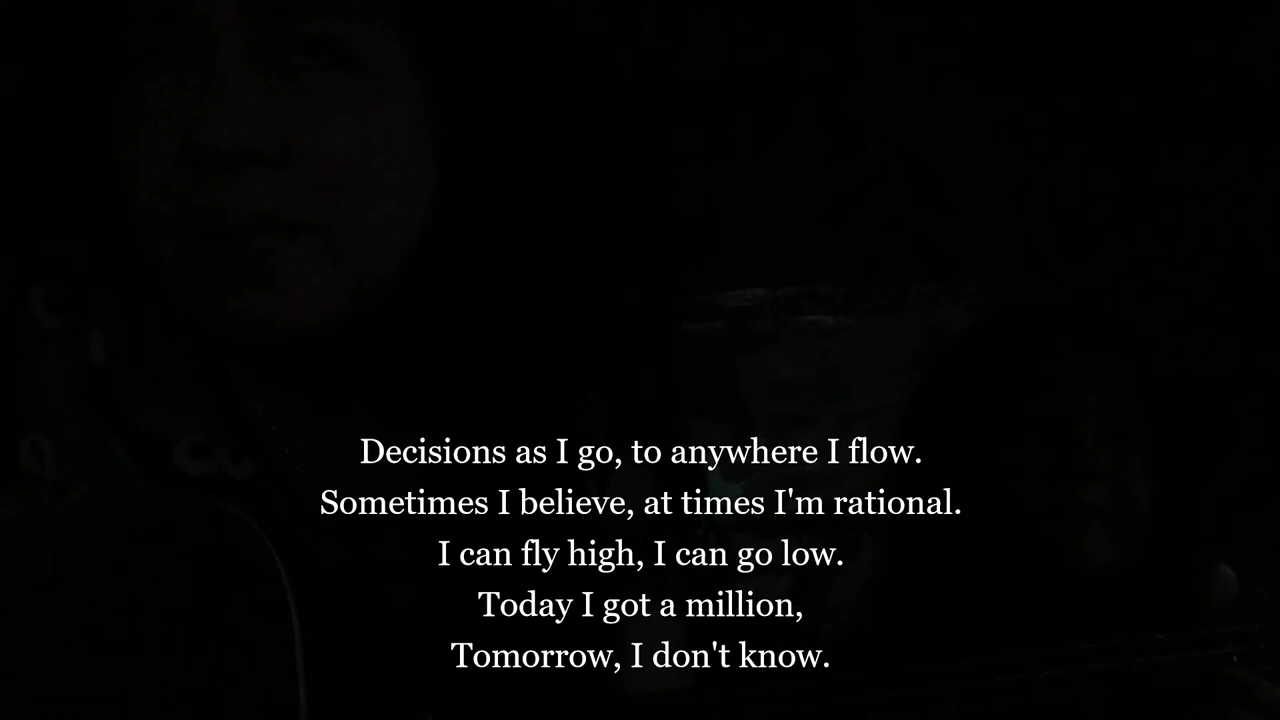 Decisions as I go, to anywhere I flow.
Sometimes I believe, at times I'm rational.
I can fly high, I can go low.
Today I got a million,
Tomorrow, I don't know.